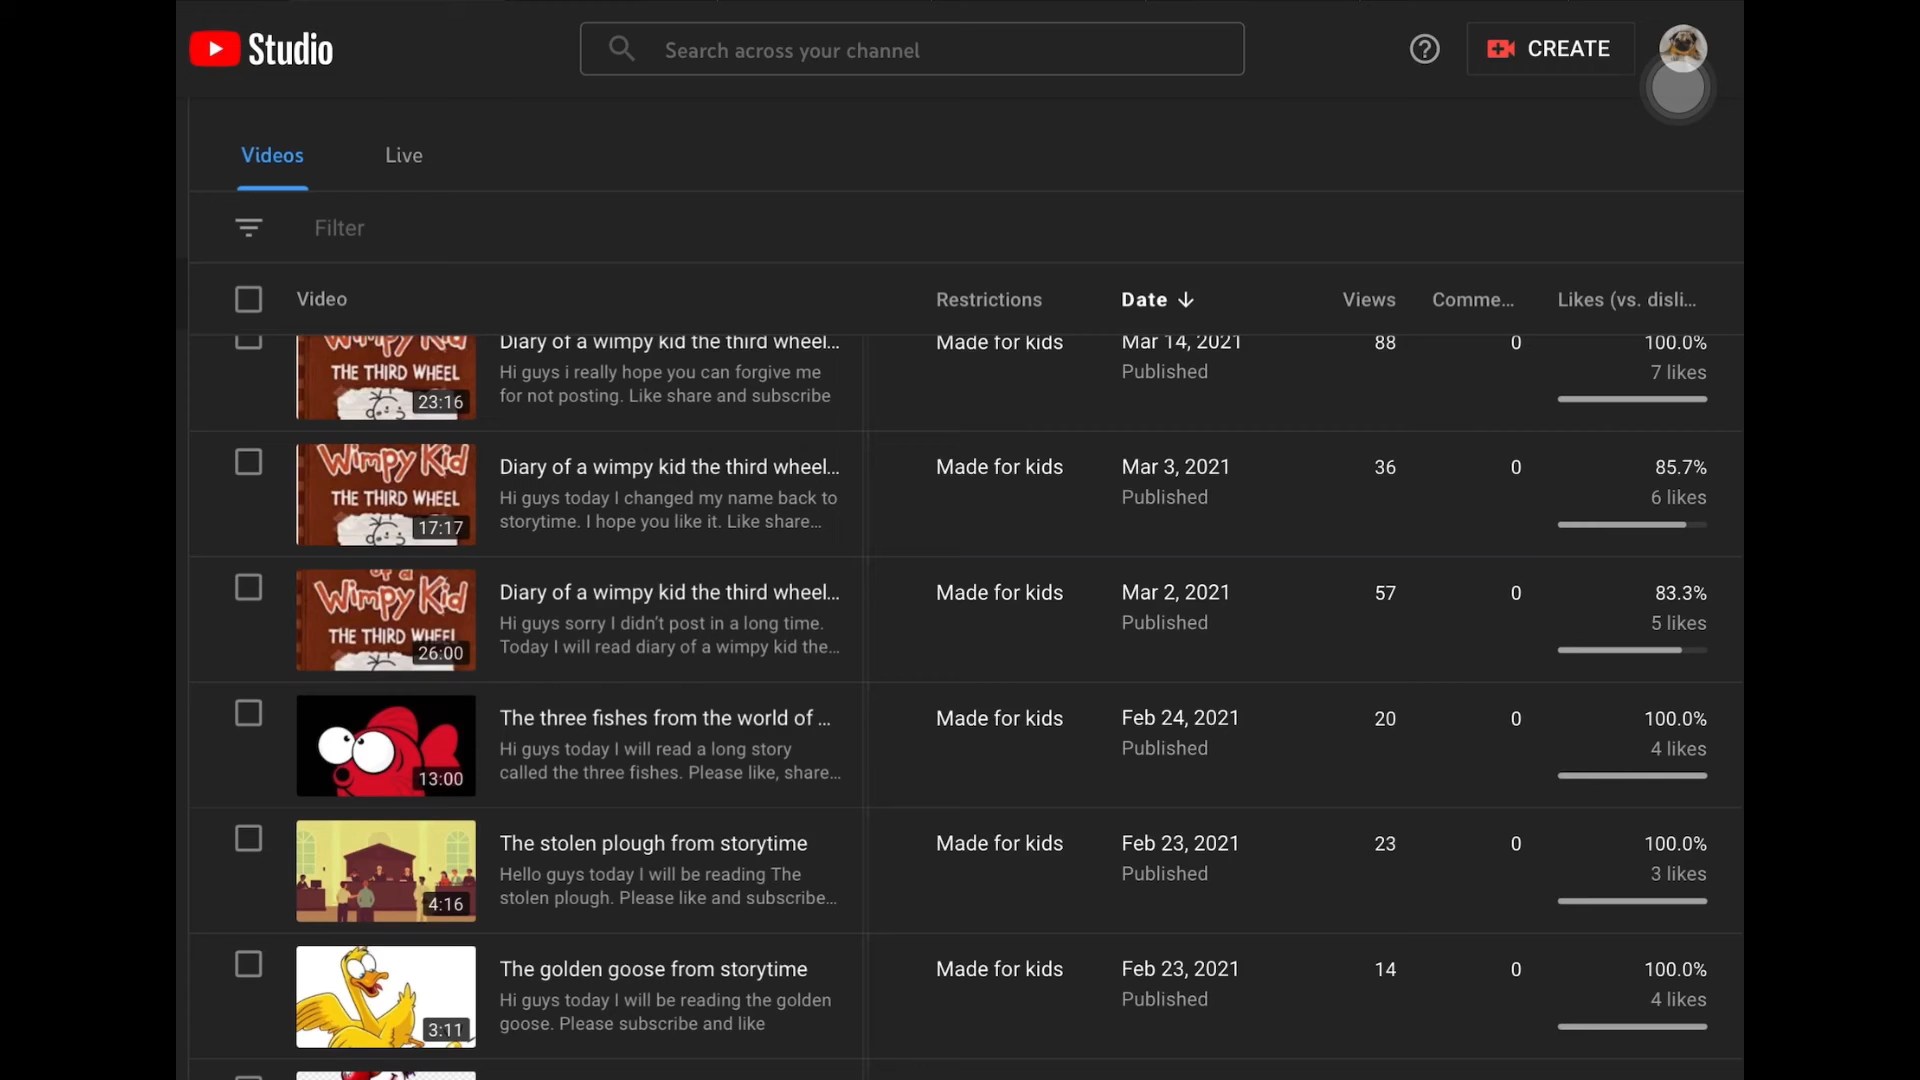 Studio
Search across your channel
CREATE
Videos
Live
Filter
Video
Restrictions
Date
Views
Comme...
Likes (vs. disli...
Wimpy Kid
THE THIRD WHEEL
23:16
Diary of a wimpy kid the third wheel...
Hi guys i really hope you can forgive me
for not posting. Like share and subscribe
Made for kids
Mar 14, 2021
Published
88
0
100.0%
7 likes
Wimpy Kid
THE THIRD WHEEL
17:17
Diary of a wimpy kid the third wheel...
Hi guys today I changed my name back to
storytime. I hope you like it. Like share...
Made for kids
Mar 3, 2021
Published
36
0
85.7%
6 likes
of a
Wimpy Kid
THE THIRD WHEEL
26:00
Diary of a wimpy kid the third wheel...
Hi guys sorry I didn't post in a long time.
Today I will read diary of a wimpy kid the...
Made for kids
Mar 2, 2021
Published
57
0
83.3%
5 likes
13:00
The three fishes from the world of ...
Hi guys today I will read a long story
called the three fishes. Please like, share...
Made for kids
Feb 24, 2021
Published
20
0
100.0%
4 likes
4:16
The stolen plough from storytime
Hello guys today I will be reading The
stolen plough. Please like and subscribe...
Made for kids
Feb 23, 2021
Published
23
0
100.0%
3 likes
3:11
The golden goose from storytime
Hi guys today I will be reading the golden
goose. Please subscribe and like
Made for kids
Feb 23, 2021
Published
14
0
100.0%
4 likes